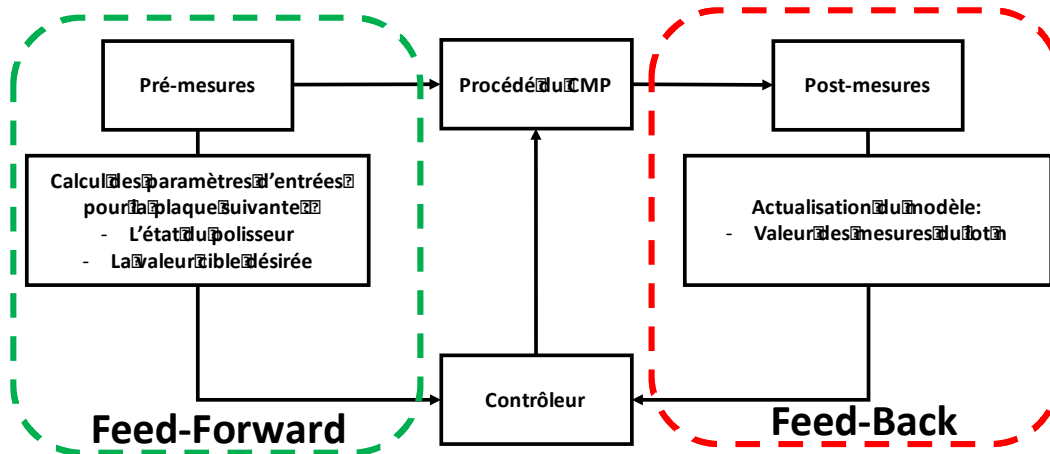 Pré-mesures
Procédé du CMP
Post-mesures
Calcul des paramètres d'entrées
pour la plaque suivante
- L'état du polisseur
- La valeur cible désirée
Actualisation du modèle:
- Valeur des mesures du lot n
Contrôleur
Feed-Forward
Feed-Back